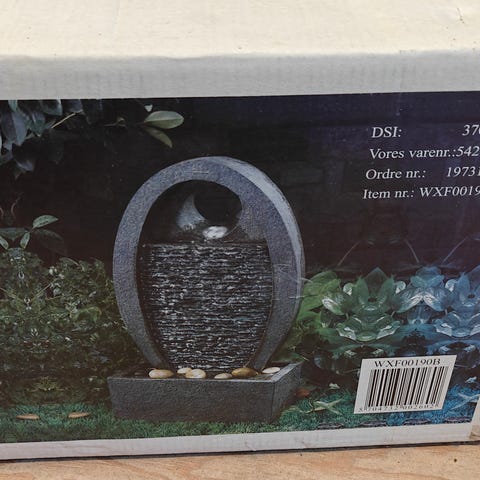 DSI: 370
Vores varenr.:542
Ordre nr.: 19731
Item nr.: WXF0019
WXF00190B